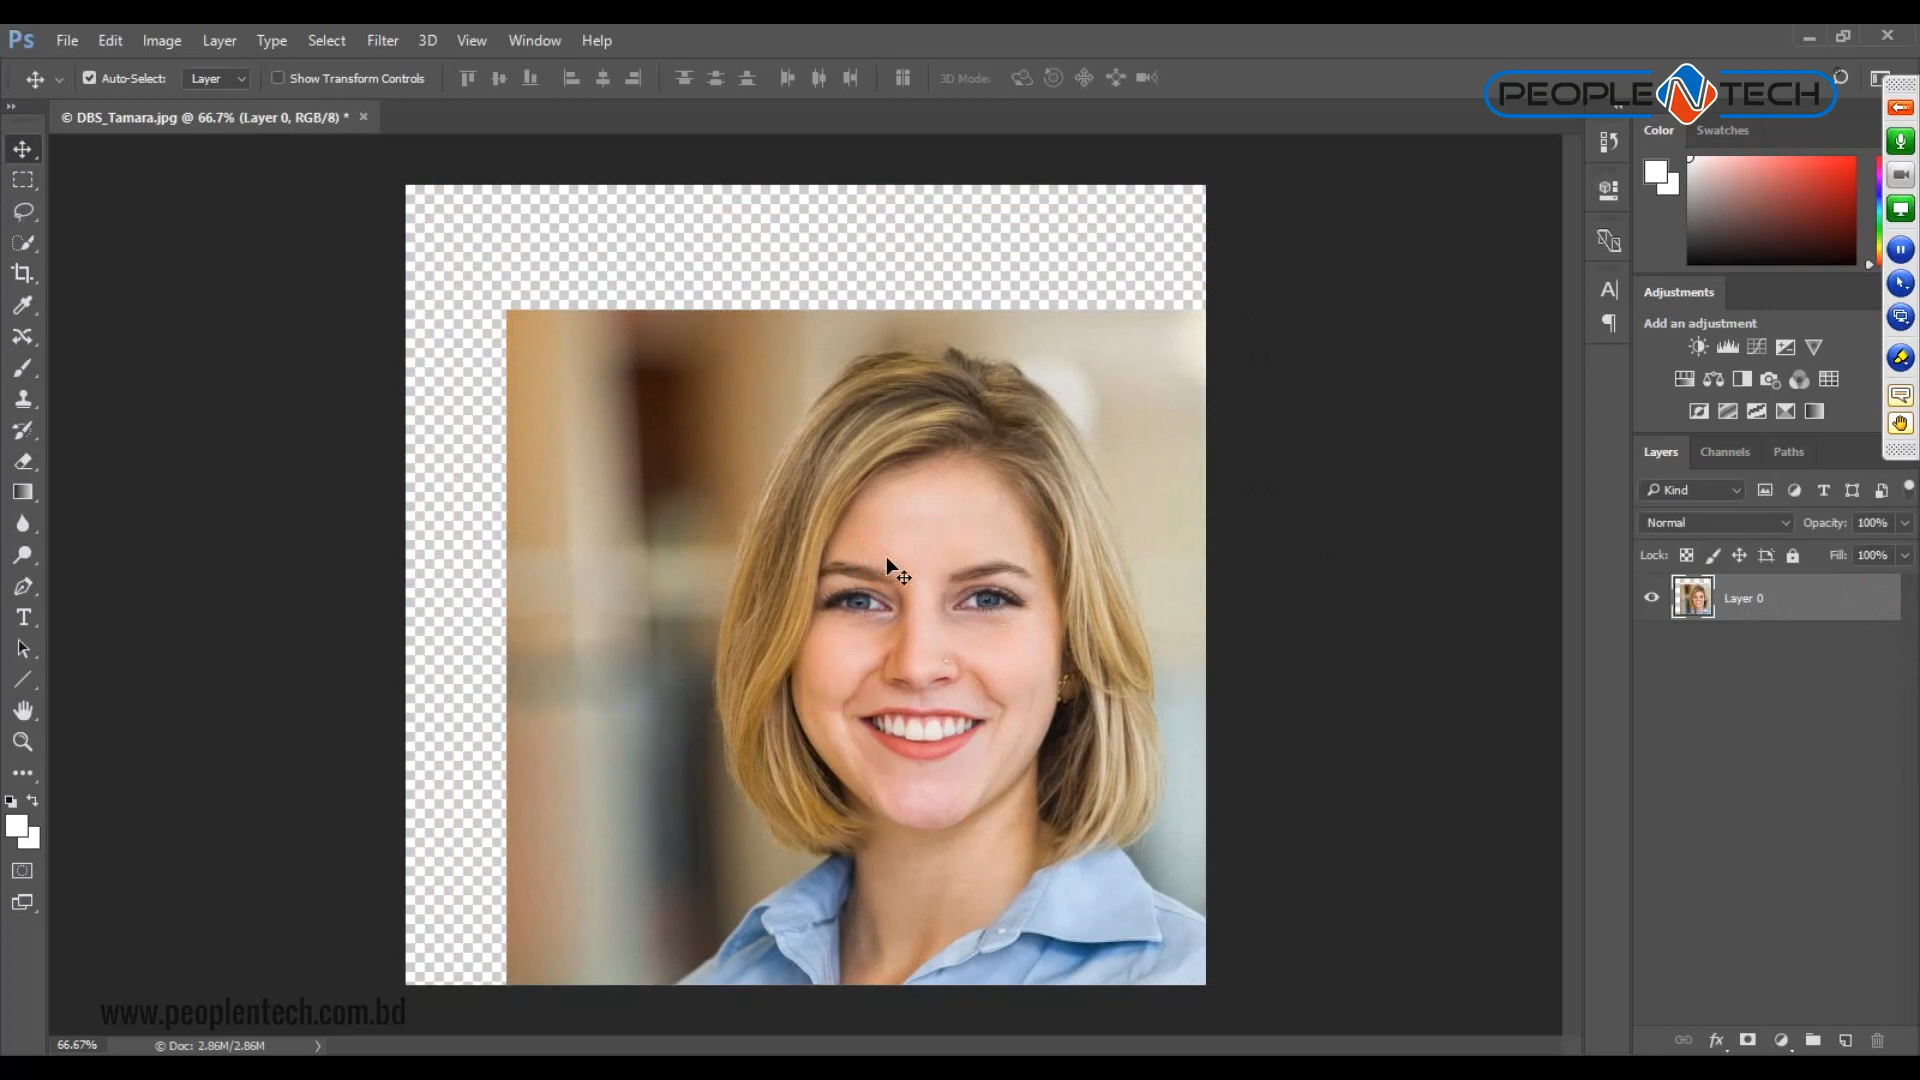 Ps File Edit Image Layer Type Select Filter 3D View Window Help
Auto-Select: Layer Show Transform Controls 3D Mode:
PEOPLE N TECH
© DBS_Tamara.jpg @ 66.7% (Layer 0, RGB/8) *
Color Swatches
Adjustments
Add an adjustment
Layers Channels Paths
Kind
Normal Opacity: 100%
Lock: Fill: 100%
Layer 0
www.peoplentech.com.bd
66.67% © Doc: 2.86M/2.86M